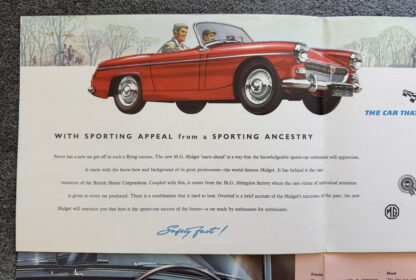 THE CAR THAT
WITH SPORTING APPEAL from a SPORTING ANCESTRY
Never has a new car got off to such a flying success. The new M.G. Midget 'starts ahead' in a way that the knowledgeable sports-car enthusiast will appreciate.
It starts with the know-how and background of its great predecessor—the world-famous Midget. It has behind it the vast
resources of the British Motor Corporation. Coupled with this, it comes from the M.G. Abingdon factory where the rare virtue of individual attention
is given to every car produced. There is a combination that is hard to beat. Overleaf is a brief account of the Midget's successes of the past; the new
Midget will convince you that here is the sports-car success of the future—a car made by enthusiasts for enthusiasts.
Safety fast!
MG